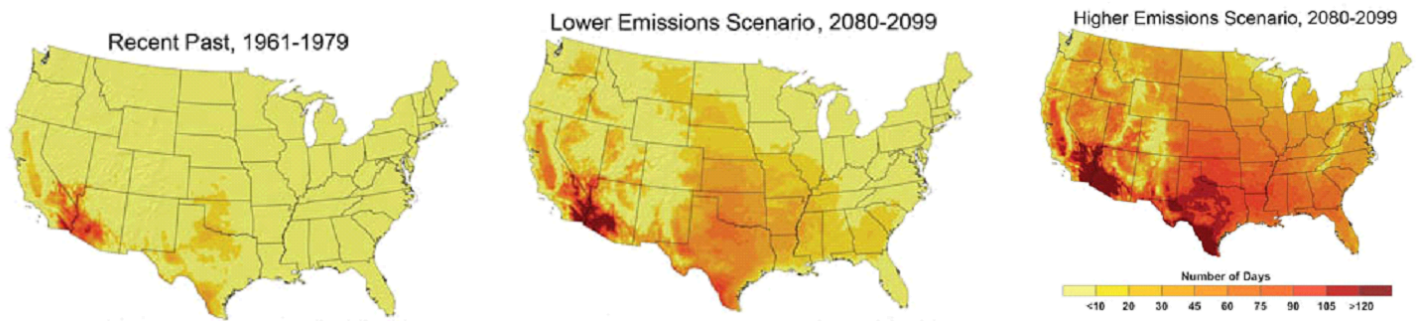 Recent Past, 1961-1979
Lower Emissions Scenario, 2080-2099
Higher Emissions Scenario, 2080-2099
Number of Days
<10 20 30 45 60 75 90 105 >120